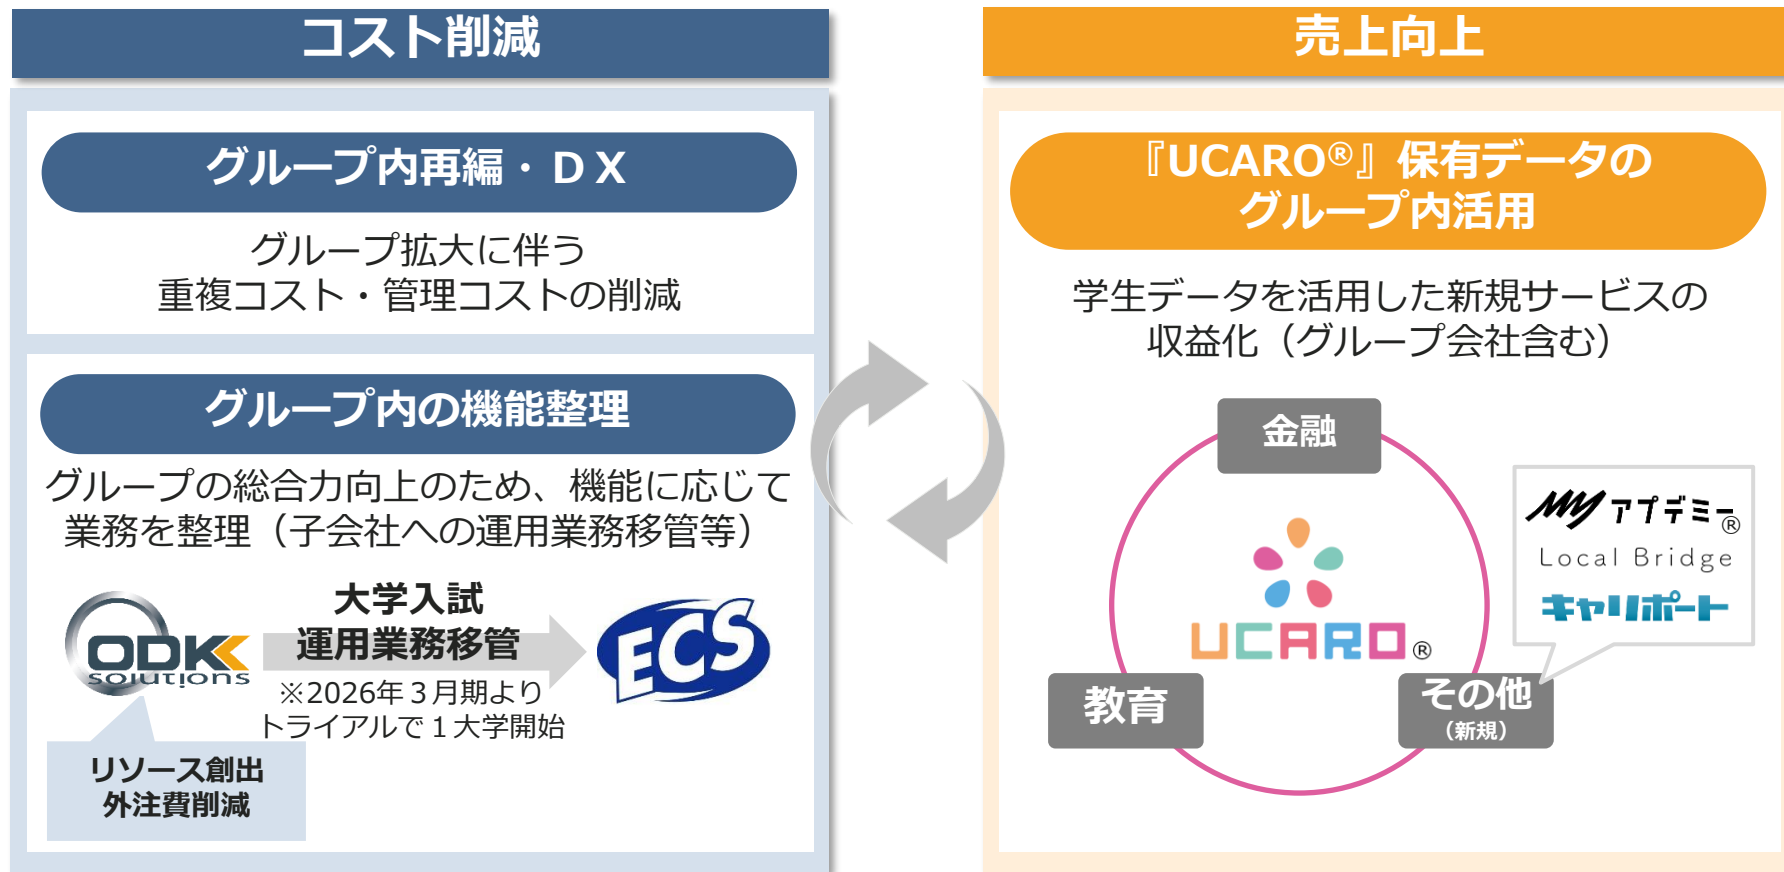 コスト削減
グループ内再編・ＤＸ
グループ拡大に伴う
重複コスト・管理コストの削減
グループ内の機能整理
グループの総合力向上のため、機能に応じて
業務を整理（子会社への運用業務移管等）
ODK
SOLUTIONS
大学入試
運用業務移管
※2026年３月期より
トライアルで１大学開始
ECS
リソース創出
外注費削減
売上向上
『UCARO®』保有データの
グループ内活用
学生データを活用した新規サービスの
収益化（グループ会社含む）
金融
UCARO®
教育
その他
（新規）
My アプデミー®
Local Bridge
キャリポート